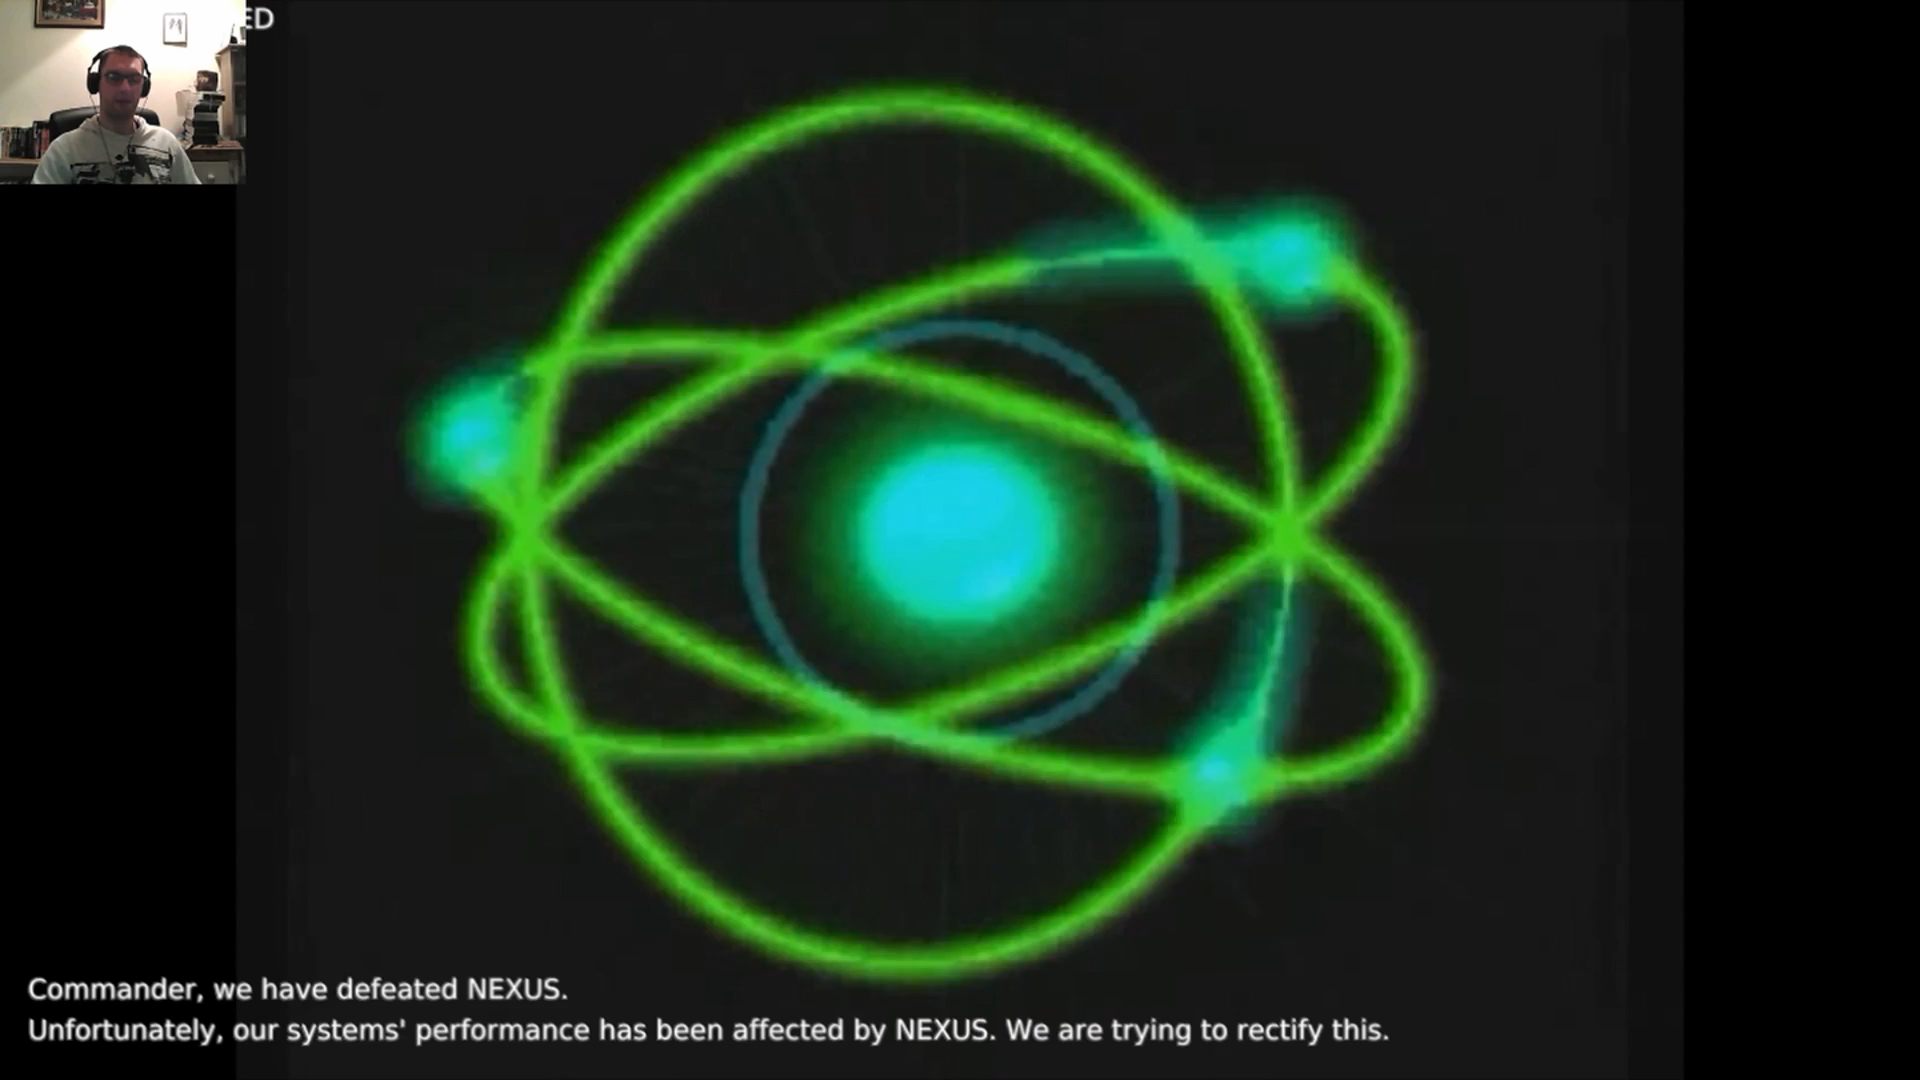 ED
Commander, we have defeated NEXUS.
Unfortunately, our systems' performance has been affected by NEXUS. We are trying to rectify this.